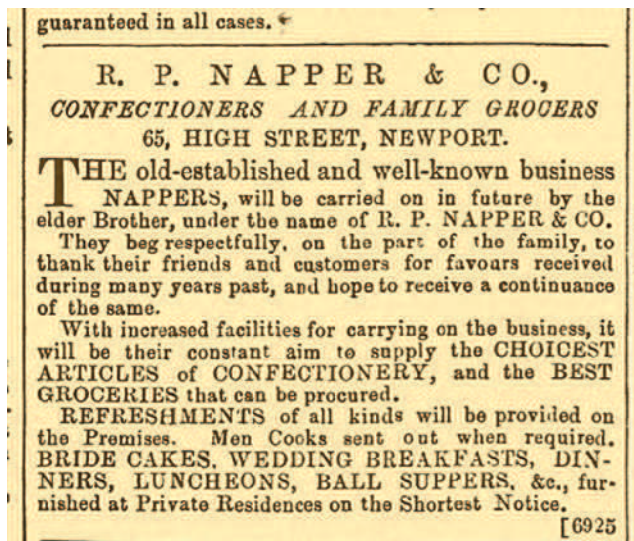 guaranteed in all cases.
R. P. NAPPER & CO.,
CONFECTIONERS AND FAMILY GROCERS
65, HIGH STREET, NEWPORT.
THE old-established and well-known business
NAPPERS, will be carried on in future by the
elder Brother, under the name of R. P. NAPPER & CO.
They beg respectfully, on the part of the family, to
thank their friends and customers for favours received
during many years past, and hope to receive a continuance
of the same.
With increased facilities for carrying on the business, it
will be their constant aim to supply the CHOICEST
ARTICLES of CONFECTIONERY, and the BEST
GROCERIES that can be procured.
REFRESHMENTS of all kinds will be provided on
the Premises. Men Cooks sent out when required.
BRIDE CAKES, WEDDING BREAKFASTS, DIN-
NERS, LUNCHEONS, BALL SUPPERS, &c., fur-
nished at Private Residences on the Shortest Notice.
[6925